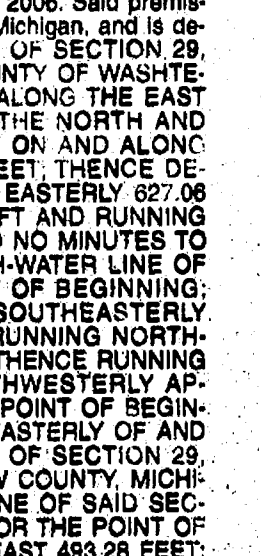 2006. Said premis-
Michigan, and is de-
OF SECTION 29,
NTY OF WASHTE-
ALONG THE EAST
THE NORTH AND
ON AND ALONG
EET; THENCE DE-
EASTERLY 627.06
FT AND RUNNING
NO MINUTES TO
H-WATER LINE OF
OF BEGINNING;
SOUTHEASTERLY
RUNNING NORTH-
THENCE RUNNING
THWESTERLY AP-
POINT OF BEGIN-
ASTERLY OF AND
OF SECTION 29,
W COUNTY, MICHI-
NE OF SAID SEC-
OR THE POINT OF
EAST 493.28 FEET;